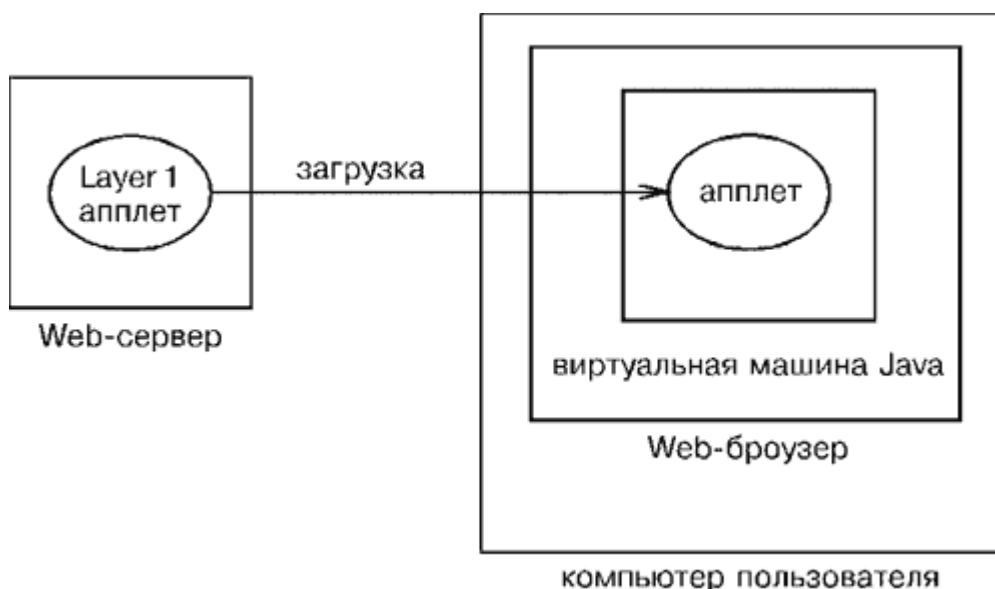 Layer 1
апплет
Web-сервер
загрузка
апплет
виртуальная машина Java
Web-броузер
компьютер пользователя